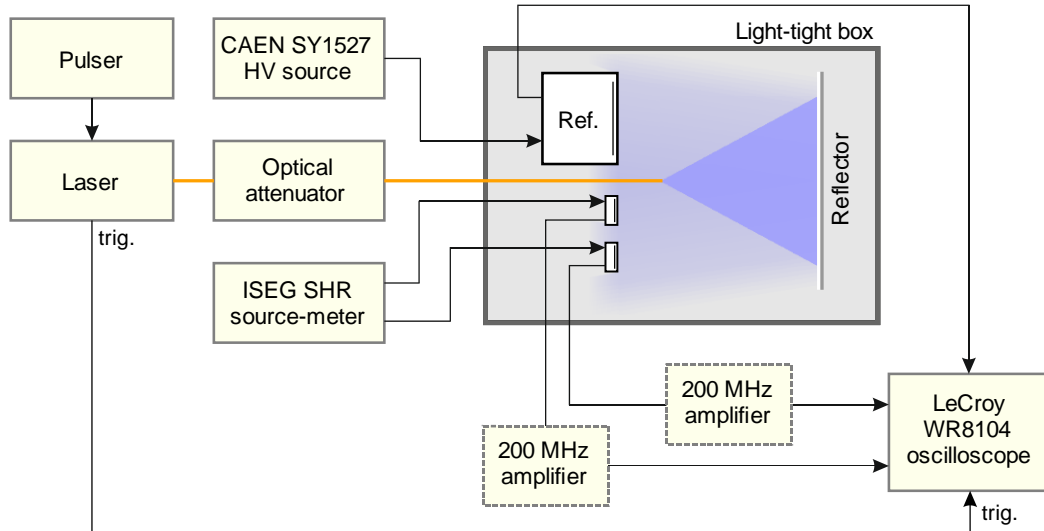 Light-tight box
Pulser
CAEN SY1527
HV source
Ref.
Laser
Optical
attenuator
Reflector
trig.
ISEG SHR
source-meter
200 MHz
amplifier
LeCroy
WR8104
oscilloscope
200 MHz
amplifier
trig.